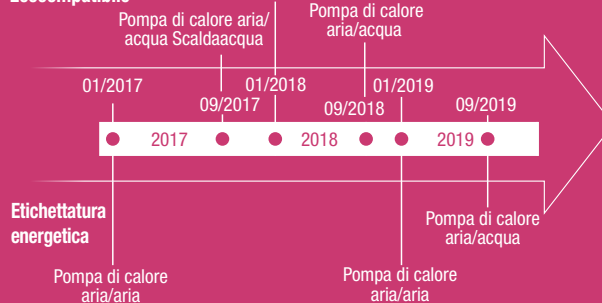 Pompa di calore aria/
acqua Scaldaacqua
Pompa di calore
aria/acqua
01/2017
09/2017
01/2018
09/2018
01/2019
09/2019
2017
2018
2019
Etichettatura
energetica
Pompa di calore
aria/aria
Pompa di calore
aria/aria
Pompa di calore
aria/acqua